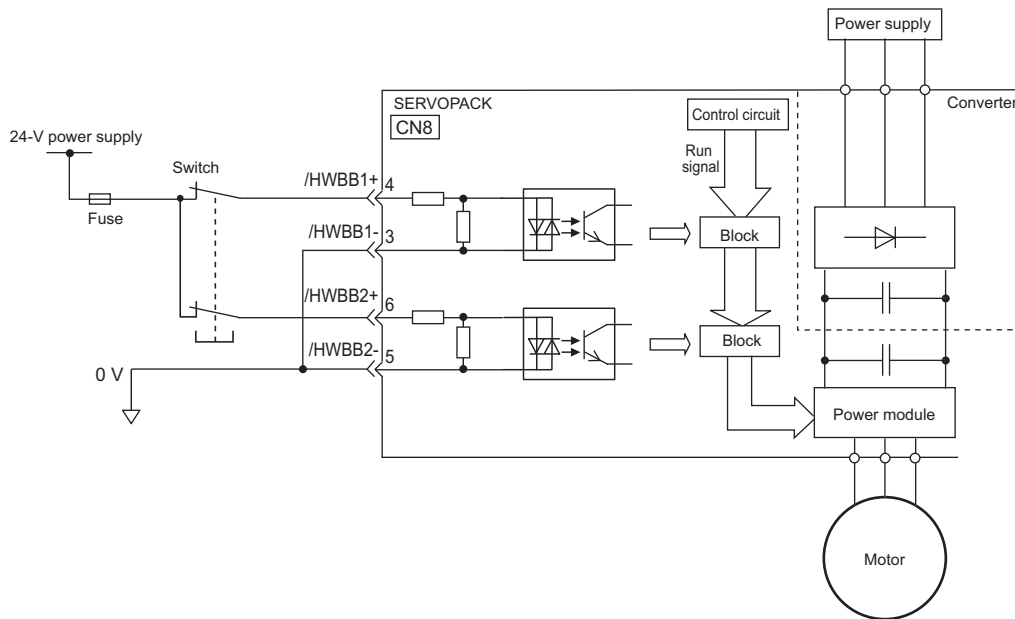 Power supply
SERVOPACK
Converter
CN8
Control circuit
24-V power supply
Run
signal
Switch
/HWBB1+
4
Fuse
/HWBB1-
3
Block
/HWBB2+
6
Block
/HWBB2-
5
0 V
Power module
Motor